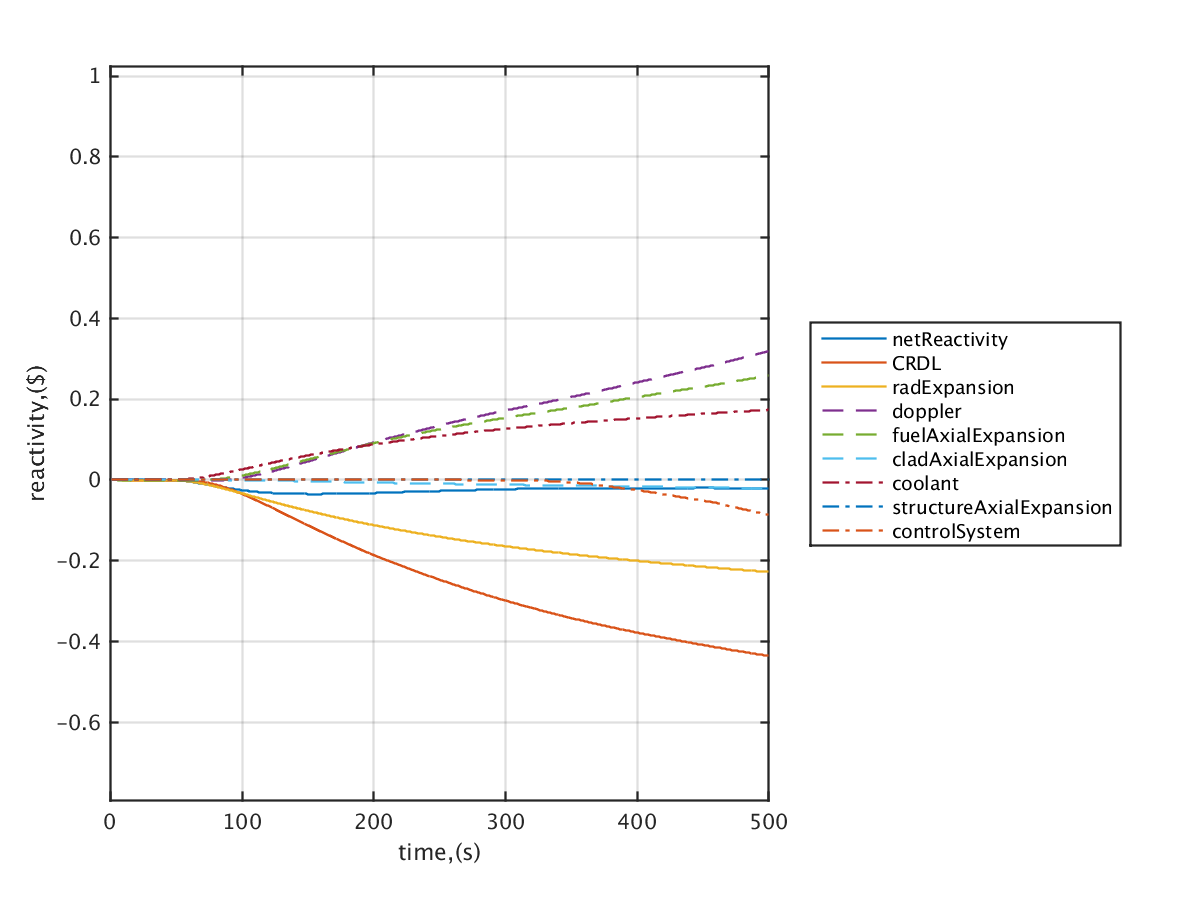 1
0.8
0.6
0.4
0.2
0
-0.2
-0.4
-0.6
reactivity,($)
0 100 200 300 400 500
time,(s)
netReactivity
CRDL
radExpansion
doppler
fuelAxialExpansion
cladAxialExpansion
coolant
structureAxialExpansion
controlSystem